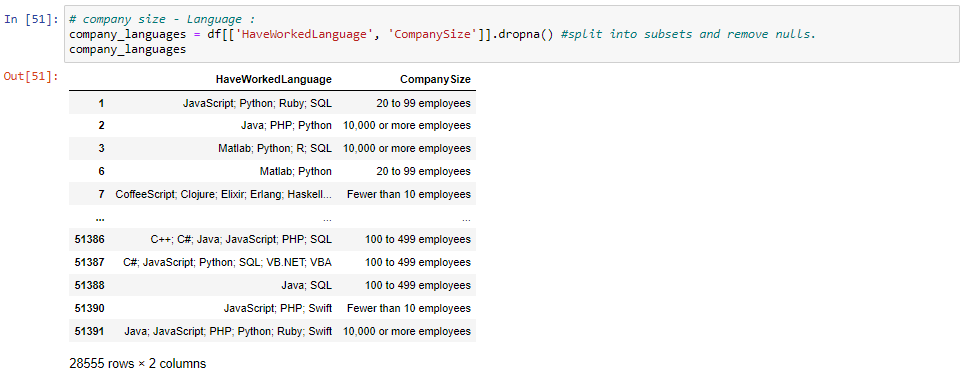 In [51]: # company size - Language :
company_languages = df[['HaveWorkedLanguage', 'CompanySize']].dropna() #split into subsets and remove nulls.
company_languages
Out[51]:
HaveWorkedLanguage CompanySize
1 JavaScript; Python; Ruby; SQL 20 to 99 employees
2 Java; PHP; Python 10,000 or more employees
3 Matlab; Python; R; SQL 10,000 or more employees
6 Matlab; Python 20 to 99 employees
7 CoffeeScript; Clojure; Elixir; Erlang; Haskell... Fewer than 10 employees
... ... ...
51386 C++; C#; Java; JavaScript; PHP; SQL 100 to 499 employees
51387 C#; JavaScript; Python; SQL; VB.NET; VBA 100 to 499 employees
51388 Java; SQL 100 to 499 employees
51390 JavaScript; PHP; Swift Fewer than 10 employees
51391 Java; JavaScript; PHP; Python; Ruby; Swift 10,000 or more employees
28555 rows × 2 columns